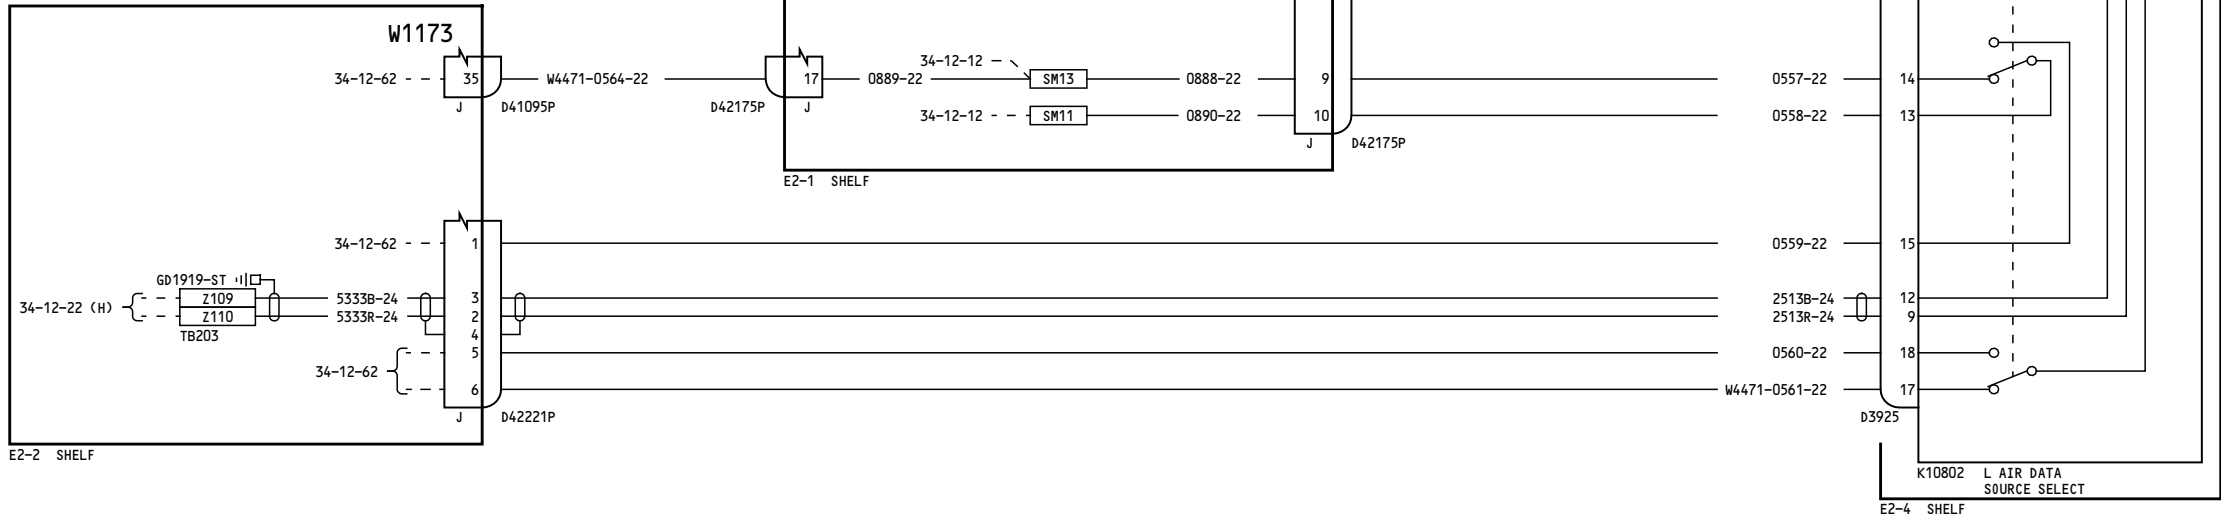 W1173
34-12-12
34-12-62 35 W4471-0564-22 17 0889-22 SM13 0888-22 9 0557-22 14
J D41095P D42175P J
34-12-12 SM11 0890-22 10 0558-22 13
J D42175P
E2-1 SHELF
34-12-62 1 0559-22 15
GD1919-ST
34-12-22 (H) Z109 5333B-24 3 2513B-24 12
Z110 5333R-24 2 2513R-24 9
TB203 4
5 0560-22 18
34-12-62
6 W4471-0561-22 17
J D42221P D3925
E2-2 SHELF
K10802 L AIR DATA
SOURCE SELECT
E2-4 SHELF